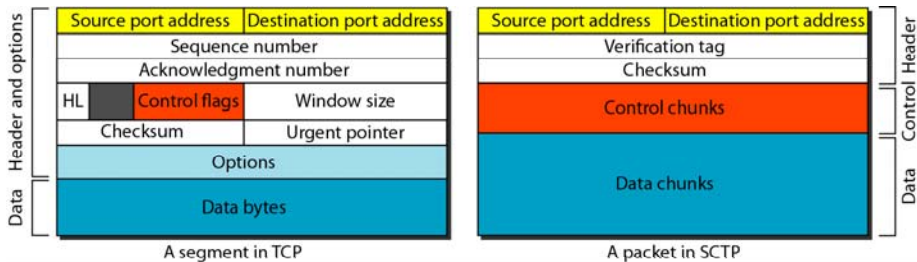 Header and options
Data
Source port address
Destination port address
Sequence number
Acknowledgment number
HL
Control flags
Window size
Checksum
Urgent pointer
Options
Data bytes
A segment in TCP
Source port address
Destination port address
Verification tag
Checksum
Control chunks
Data chunks
A packet in SCTP
Header
Control
Data